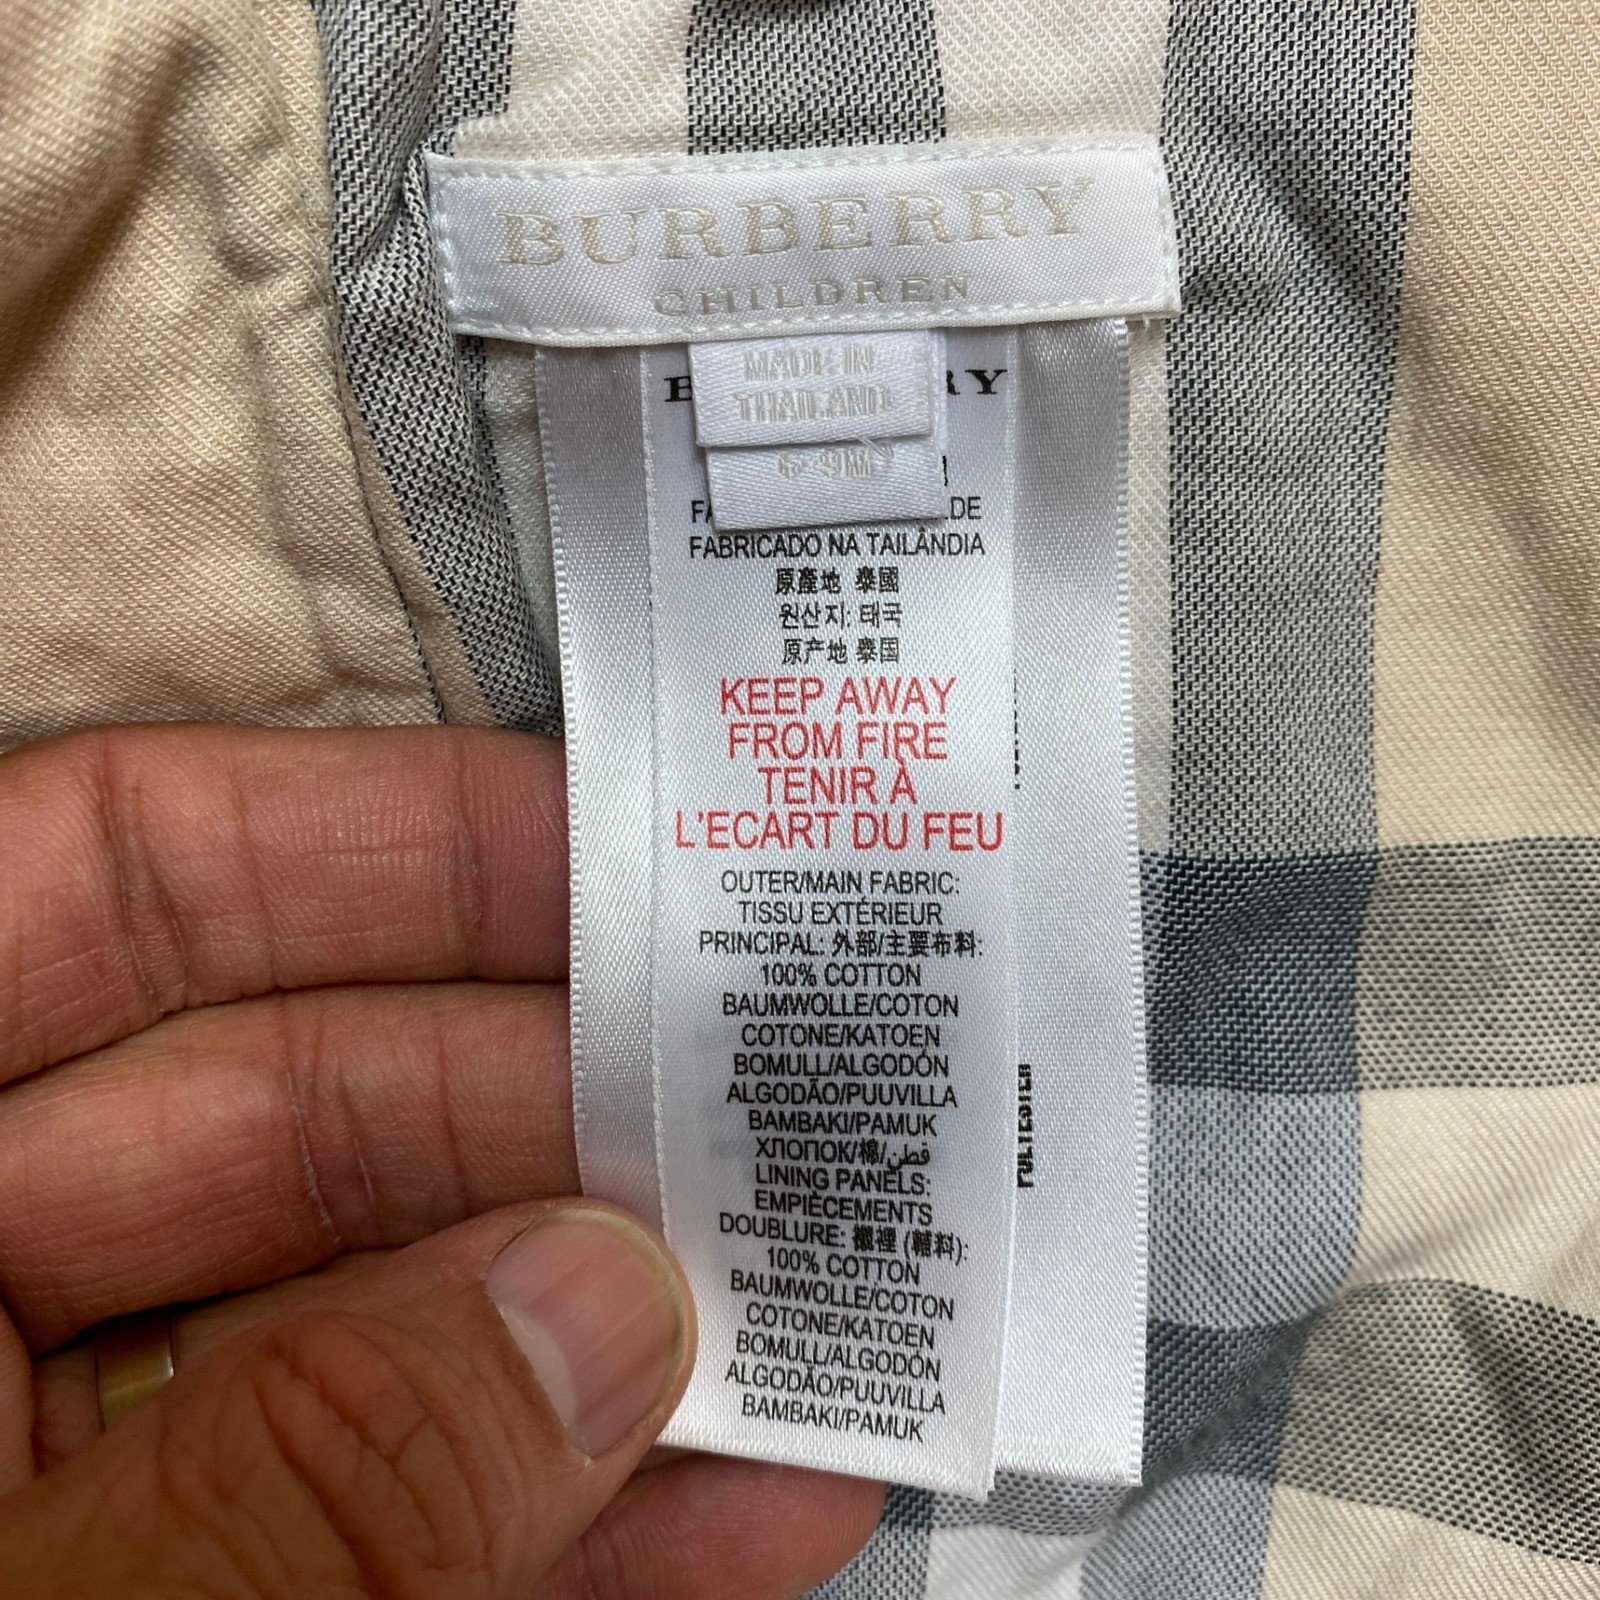 BURBERRY
CHILDREN
MADE IN
THAILAND
6-9M
FABRICADO NA TAILÂNDIA
原產地 泰國
원산지: 태국
原产地 泰国
KEEP AWAY
FROM FIRE
TENIR À
L'ECART DU FEU
OUTER/MAIN FABRIC:
TISSU EXTÉRIEUR
PRINCIPAL: 外部/主要布料:
100% COTTON
BAUMWOLLE/COTON
COTONE/KATOEN
BOMULL/ALGODÓN
ALGODÃO/PUUVILLA
BAMBAKI/PAMUK
ХЛОПОК/棉/قطن
LINING PANELS:
EMPIÈCEMENTS
DOUBLURE: 襯裡 (輔料):
100% COTTON
BAUMWOLLE/COTON
COTONE/KATOEN
BOMULL/ALGODÓN
ALGODÃO/PUUVILLA
BAMBAKI/PAMUK
POLYESTER